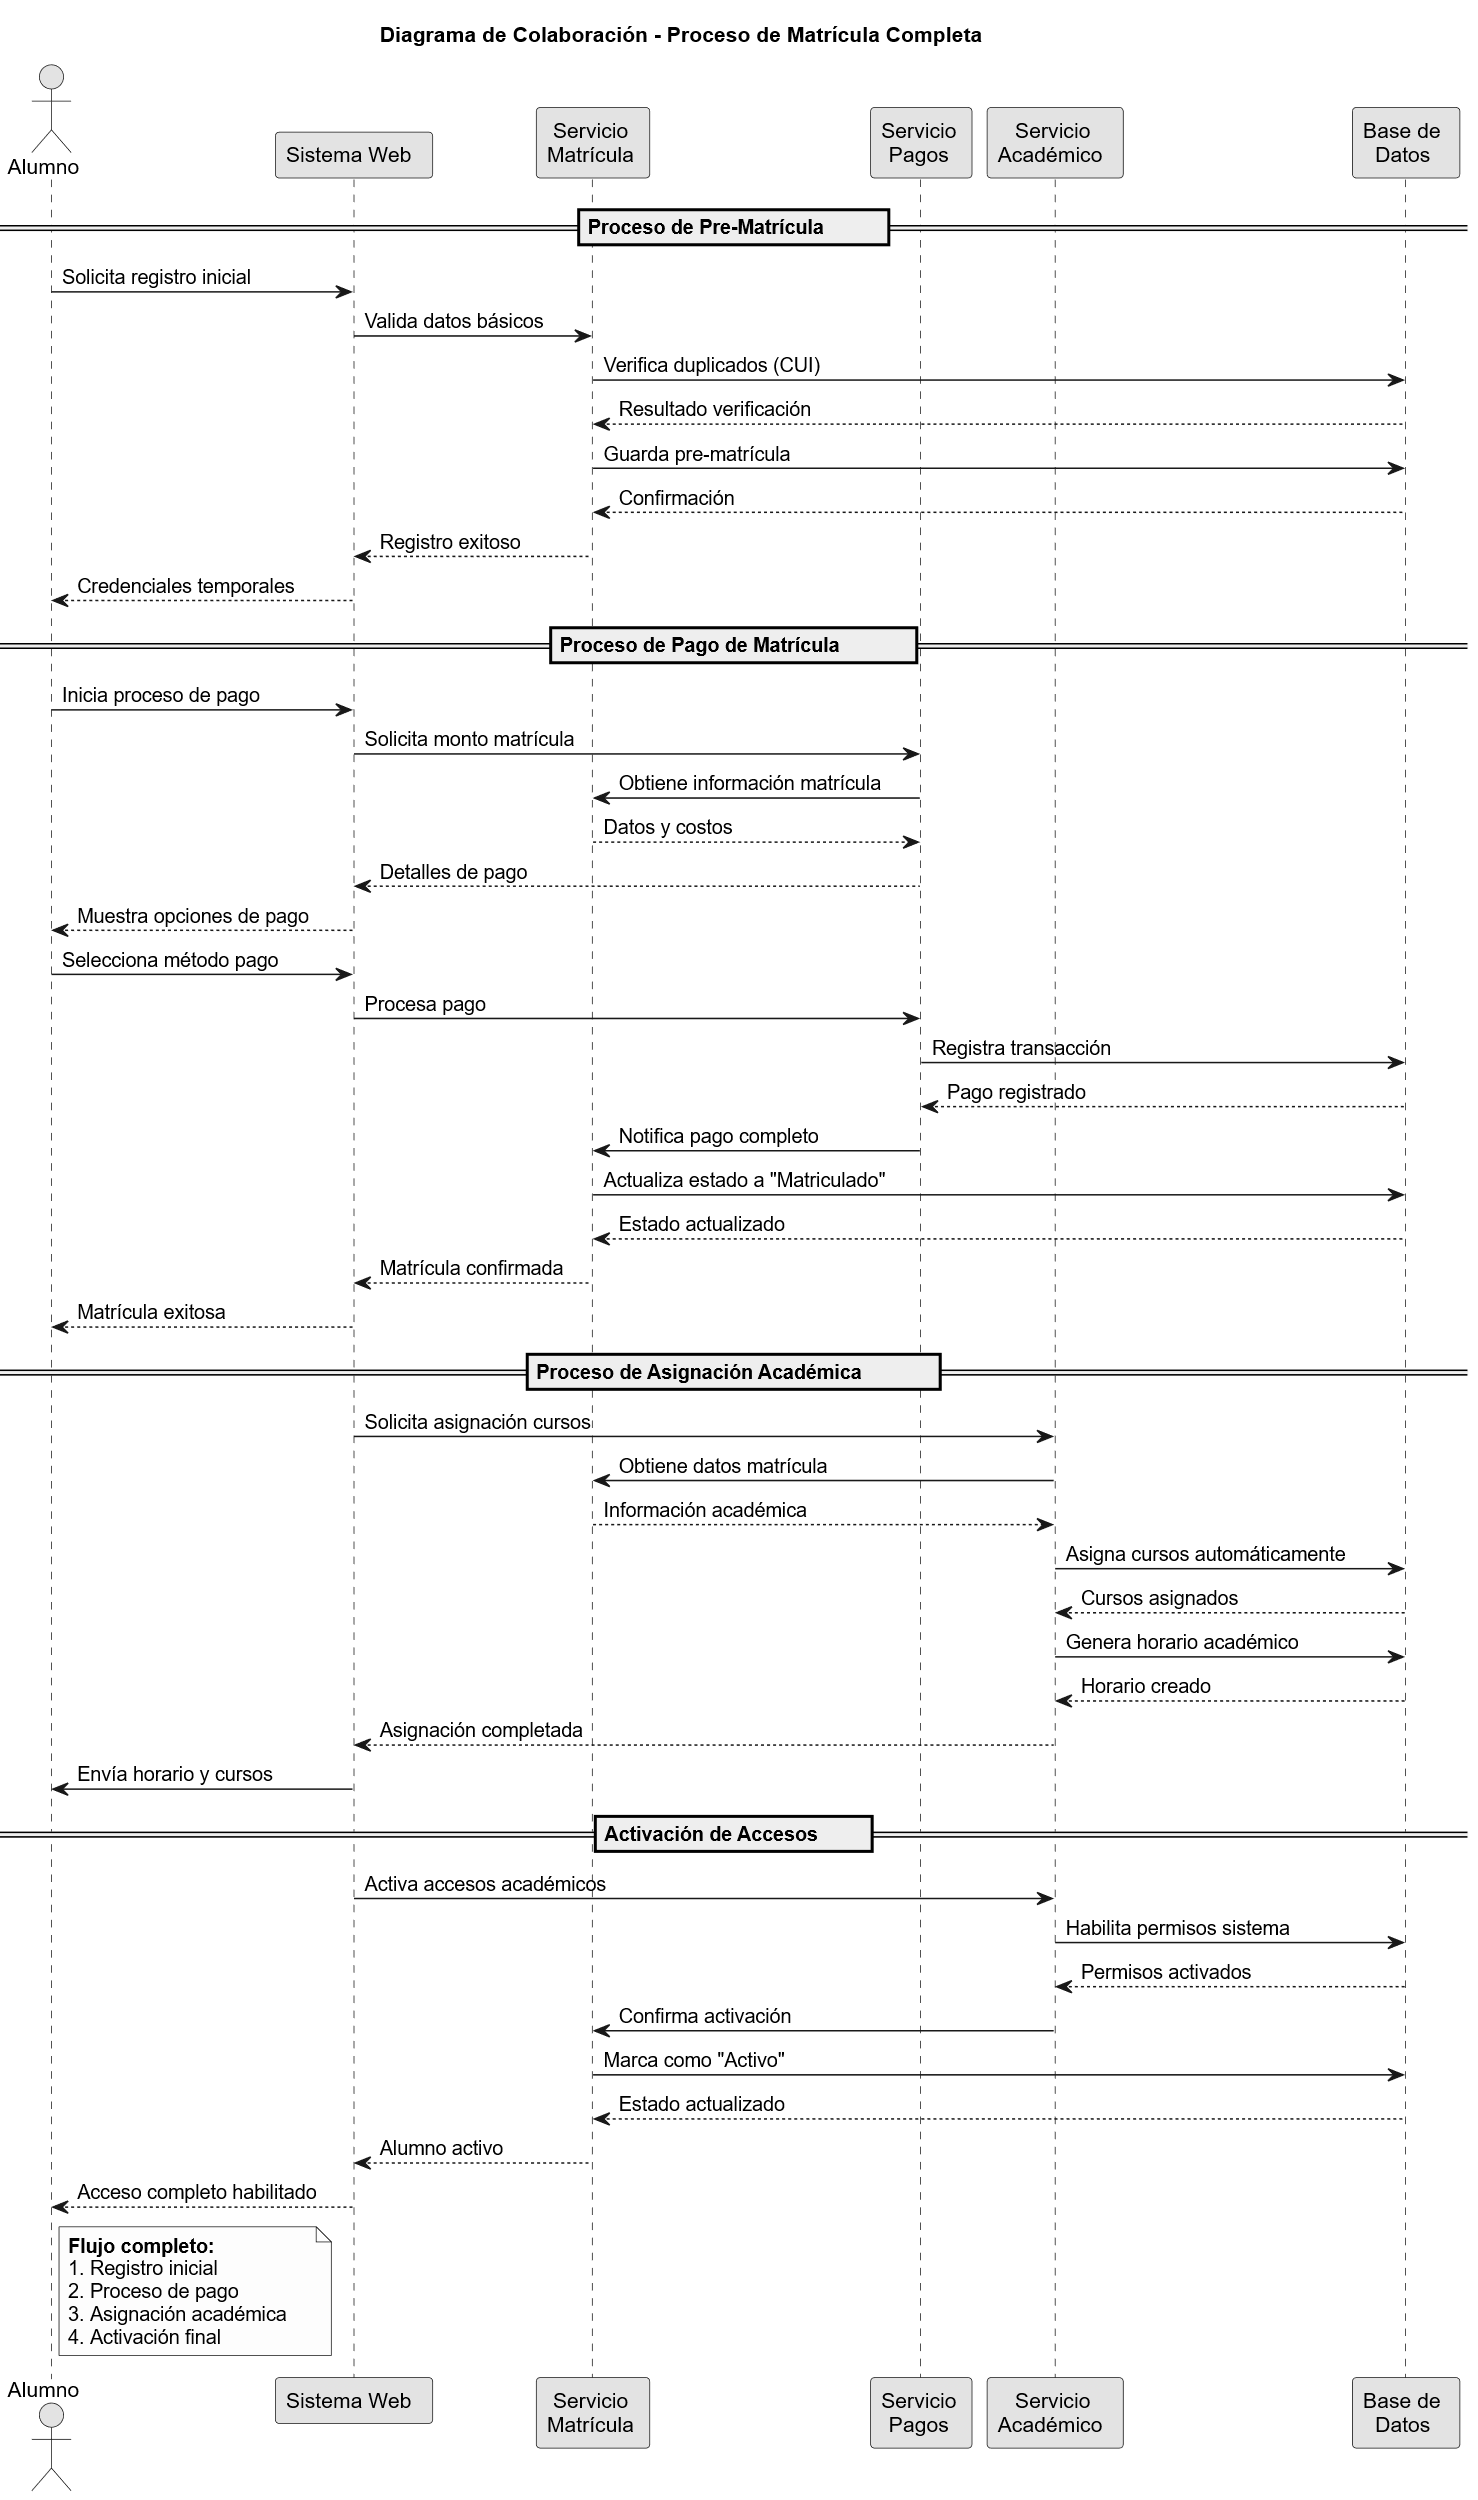 Diagrama de Colaboración - Proceso de Matrícula Completa
Alumno
Sistema Web
Servicio
Matrícula
Servicio
Pagos
Servicio
Académico
Base de
Datos
Proceso de Pre-Matrícula
Solicita registro inicial
Valida datos básicos
Verifica duplicados (CUI)
Resultado verificación
Guarda pre-matrícula
Confirmación
Registro exitoso
Credenciales temporales
Proceso de Pago de Matrícula
Inicia proceso de pago
Solicita monto matrícula
Obtiene información matrícula
Datos y costos
Detalles de pago
Muestra opciones de pago
Selecciona método pago
Procesa pago
Registra transacción
Pago registrado
Notifica pago completo
Actualiza estado a "Matriculado"
Estado actualizado
Matrícula confirmada
Matrícula exitosa
Proceso de Asignación Académica
Solicita asignación cursos
Obtiene datos matrícula
Información académica
Asigna cursos automáticamente
Cursos asignados
Genera horario académico
Horario creado
Asignación completada
Envía horario y cursos
Activación de Accesos
Activa accesos académicos
Habilita permisos sistema
Permisos activados
Confirma activación
Marca como "Activo"
Estado actualizado
Alumno activo
Acceso completo habilitado
Flujo completo:
1. Registro inicial
2. Proceso de pago
3. Asignación académica
4. Activación final
Alumno
Sistema Web
Servicio
Matrícula
Servicio
Pagos
Servicio
Académico
Base de
Datos